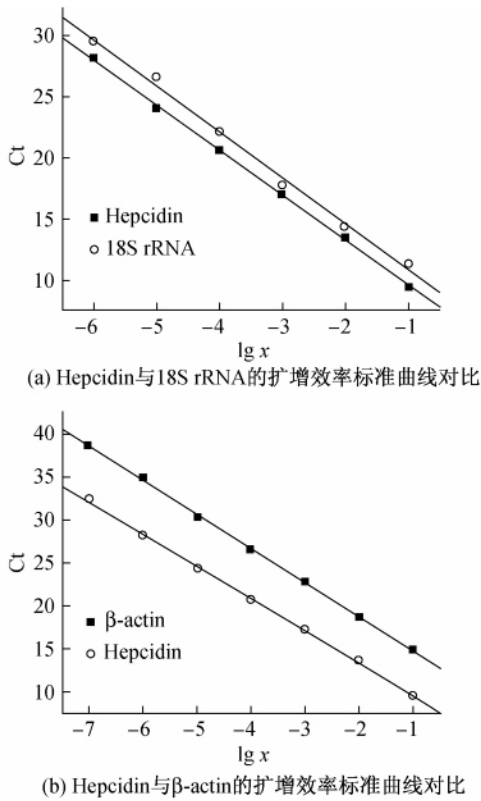 30
25
20
15
10
Ct
■ Hepcidin
○ 18S rRNA
−6 −5 −4 −3 −2 −1
lg x
(a) Hepcidin与18S rRNA的扩增效率标准曲线对比
40
35
30
25
20
15
10
Ct
■ β-actin
○ Hepcidin
−7 −6 −5 −4 −3 −2 −1
lg x
(b) Hepcidin与β-actin的扩增效率标准曲线对比